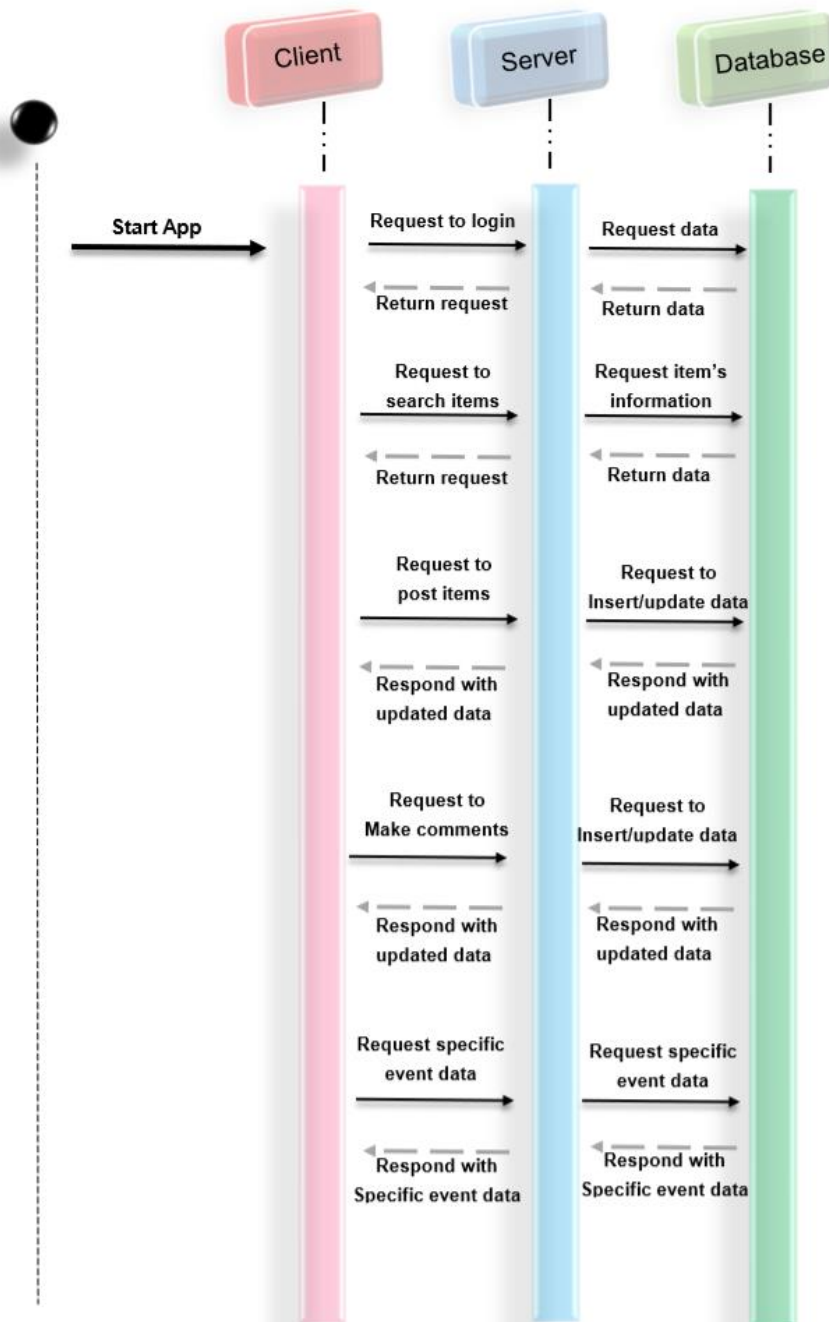 Client
Server
Database
Start App
Request to login
Request data
Return request
Return data
Request to
search items
Request item's
information
Return request
Return data
Request to
post items
Request to
Insert/update data
Respond with
updated data
Respond with
updated data
Request to
Make comments
Request to
Insert/update data
Respond with
updated data
Respond with
updated data
Request specific
event data
Request specific
event data
Respond with
Specific event data
Respond with
Specific event data